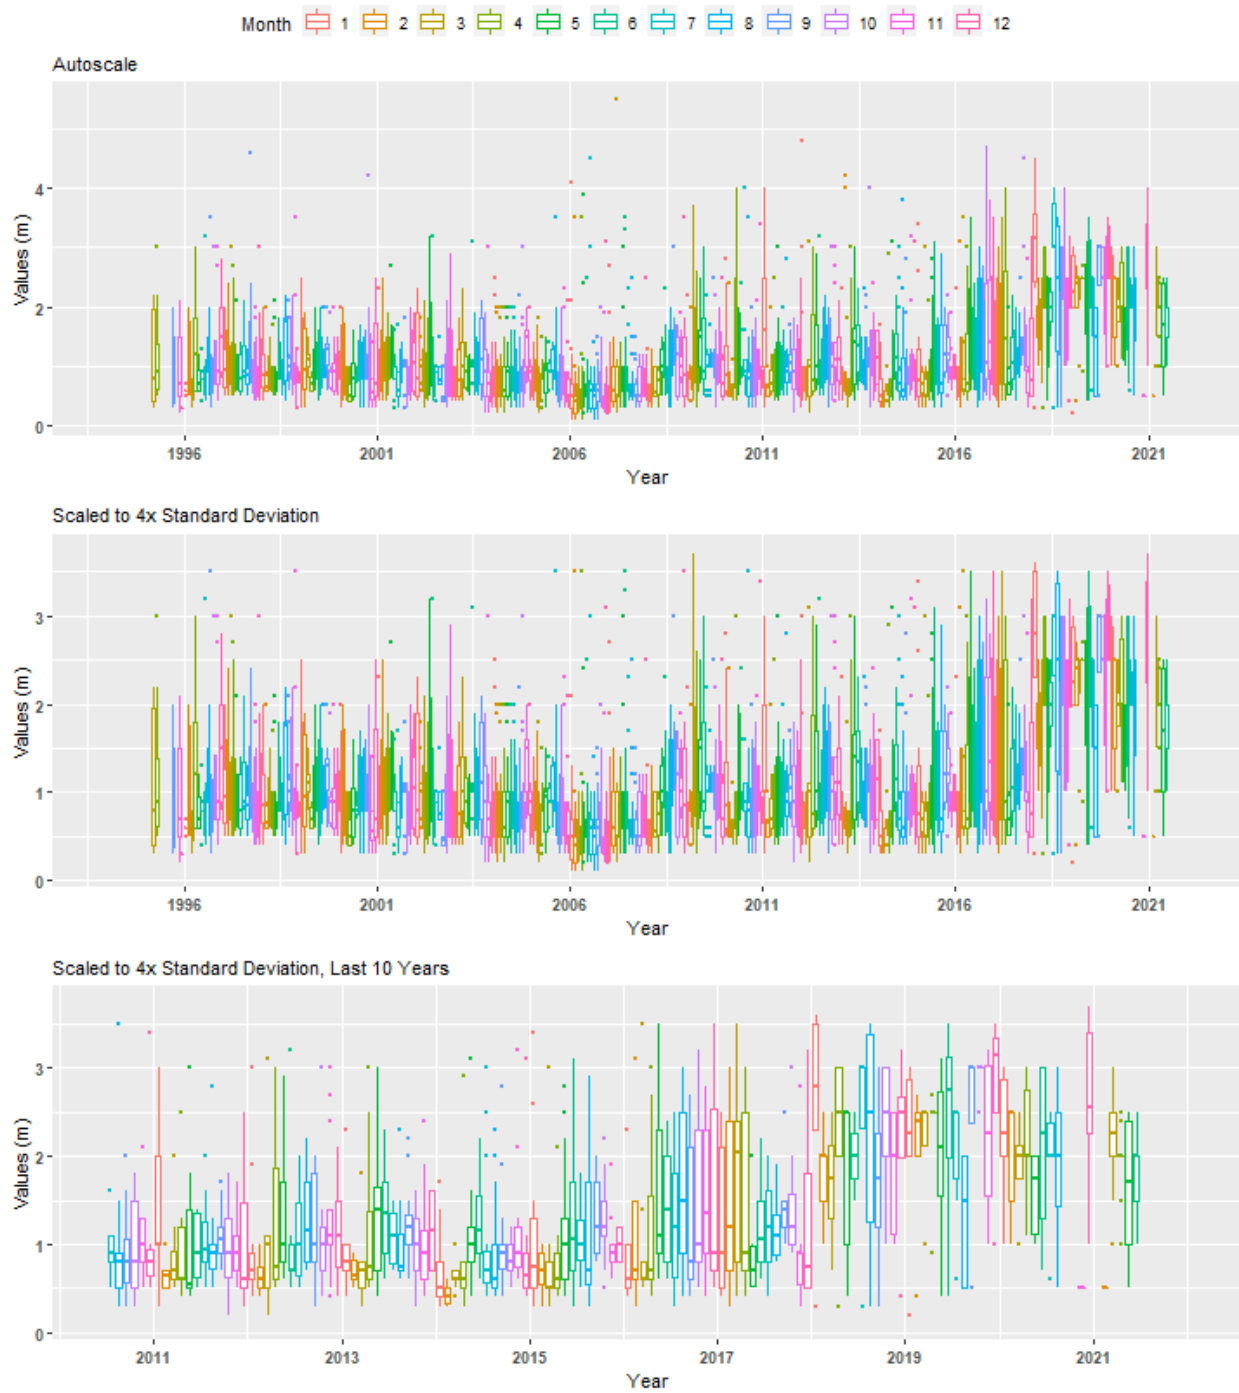 Month 1 2 3 4 5 6 7 8 9 10 11 12
Autoscale
Values (m)
4
2
0
1996 2001 2006 2011 2016 2021
Year
Scaled to 4x Standard Deviation
Values (m)
3
2
1
0
1996 2001 2006 2011 2016 2021
Year
Scaled to 4x Standard Deviation, Last 10 Years
Values (m)
3
2
1
0
2011 2013 2015 2017 2019 2021
Year